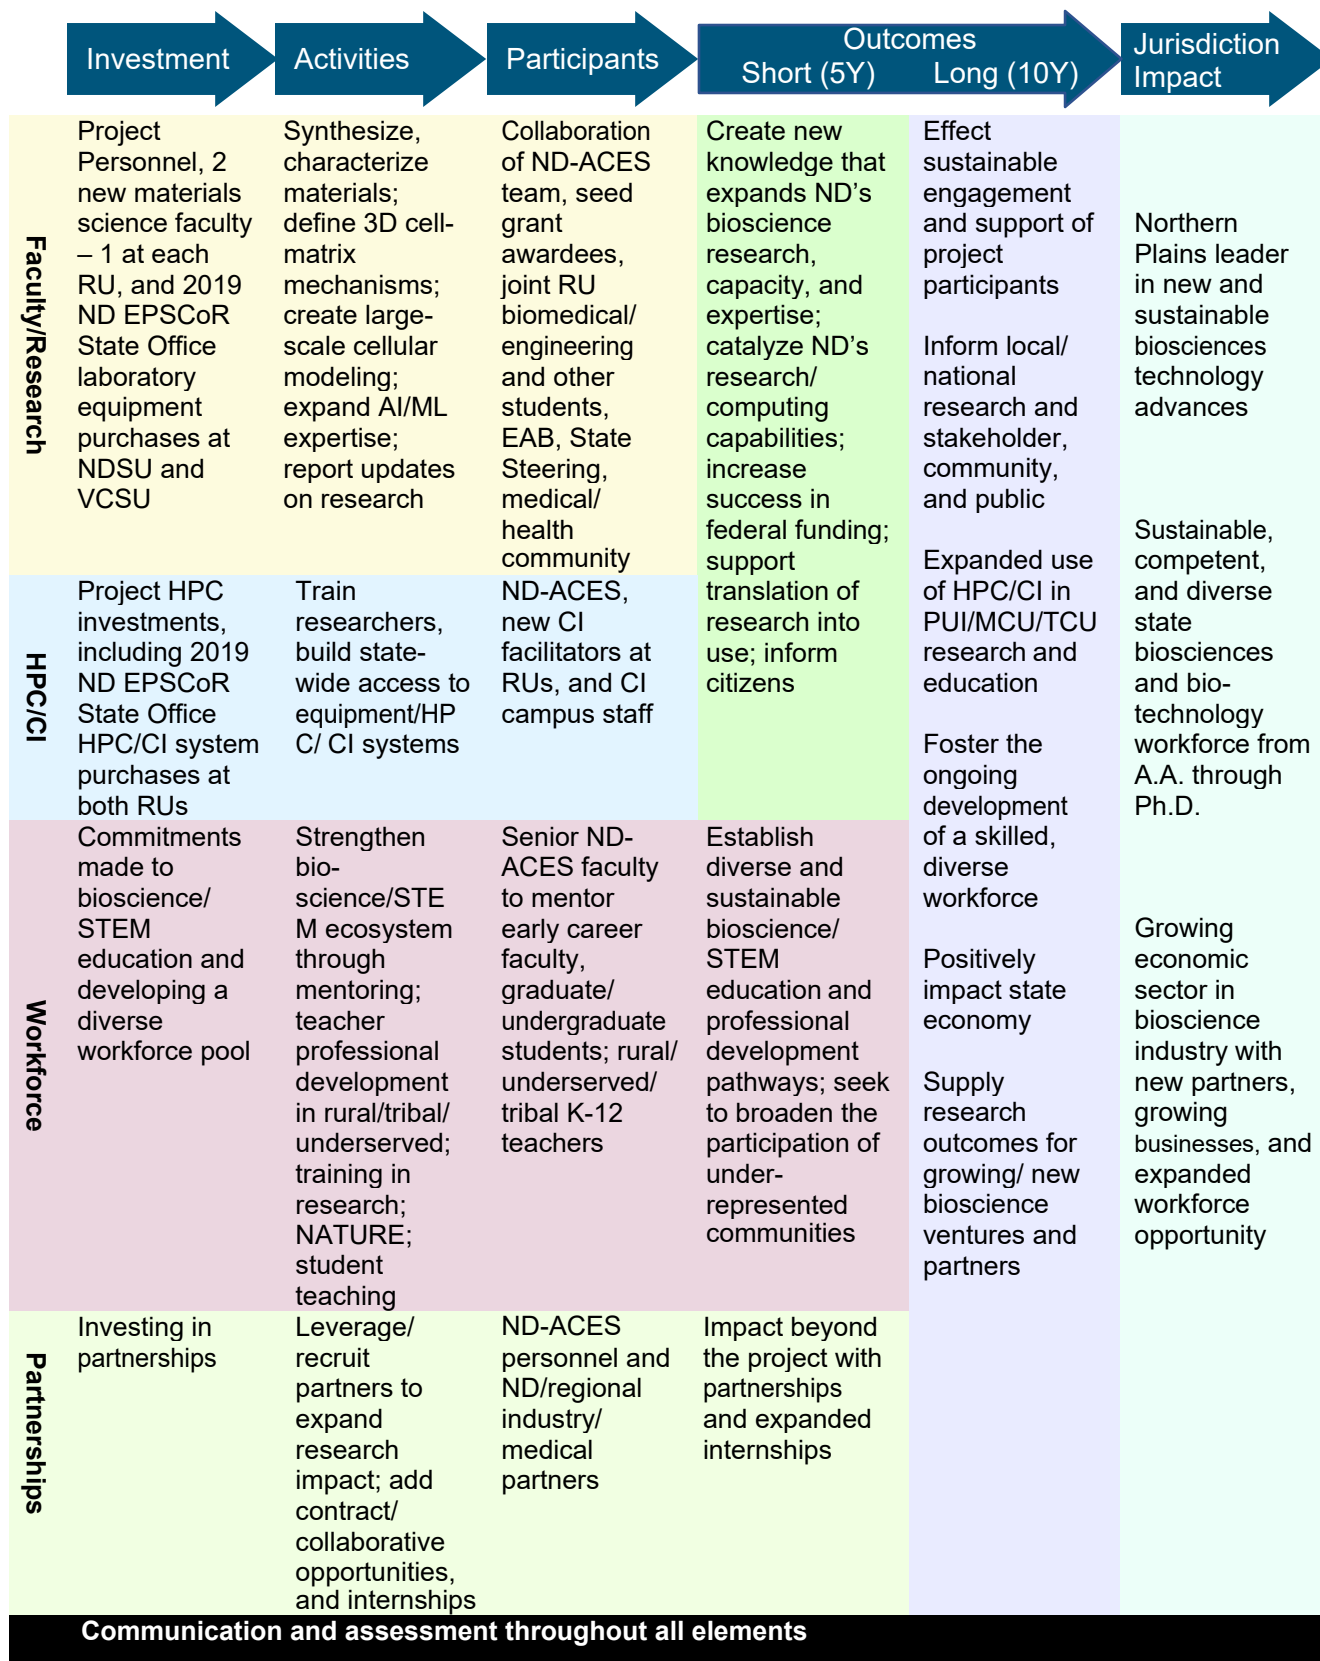 Investment
Activities
Participants
Outcomes
Short (5Y) Long (10Y)
Jurisdiction
Impact
Faculty/Research
Project
Personnel, 2
new materials
science faculty
– 1 at each
RU, and 2019
ND EPSCoR
State Office
laboratory
equipment
purchases at
NDSU and
VCSU
Synthesize,
characterize
materials;
define 3D cell-
matrix
mechanisms;
create large-
scale cellular
modeling;
expand AI/ML
expertise;
report updates
on research
Collaboration
of ND-ACES
team, seed
grant
awardees,
joint RU
biomedical/
engineering
and other
students,
EAB, State
Steering,
medical/
health
community
Create new
knowledge that
expands ND’s
bioscience
research,
capacity, and
expertise;
catalyze ND’s
research/
computing
capabilities;
increase
success in
federal funding;
support
translation of
research into
use; inform
citizens
Effect
sustainable
engagement
and support of
project
participants
Inform local/
national
research and
stakeholder,
community,
and public
Expanded use
of HPC/CI in
PUI/MCU/TCU
research and
education
Foster the
ongoing
development
of a skilled,
diverse
workforce
Positively
impact state
economy
Supply
research
outcomes for
growing/ new
bioscience
ventures and
partners
Northern
Plains leader
in new and
sustainable
biosciences
technology
advances
Sustainable,
competent,
and diverse
state
biosciences
and bio-
technology
workforce from
A.A. through
Ph.D.
Growing
economic
sector in
bioscience
industry with
new partners,
growing
businesses, and
expanded
workforce
opportunity
HPC/CI
Project HPC
investments,
including 2019
ND EPSCoR
State Office
HPC/CI system
purchases at
both RUs
Train
researchers,
build state-
wide access to
equipment/HP
C/ CI systems
ND-ACES,
new CI
facilitators at
RUs, and CI
campus staff
Workforce
Commitments
made to
bioscience/
STEM
education and
developing a
diverse
workforce pool
Strengthen
bio-
science/STE
M ecosystem
through
mentoring;
teacher
professional
development
in rural/tribal/
underserved;
training in
research;
NATURE;
student
teaching
Senior ND-
ACES faculty
to mentor
early career
faculty,
graduate/
undergraduate
students; rural/
underserved/
tribal K-12
teachers
Establish
diverse and
sustainable
bioscience/
STEM
education and
professional
development
pathways; seek
to broaden the
participation of
under-
represented
communities
Partnerships
Investing in
partnerships
Leverage/
recruit
partners to
expand
research
impact; add
contract/
collaborative
opportunities,
and internships
ND-ACES
personnel and
ND/regional
industry/
medical
partners
Impact beyond
the project with
partnerships
and expanded
internships
Communication and assessment throughout all elements